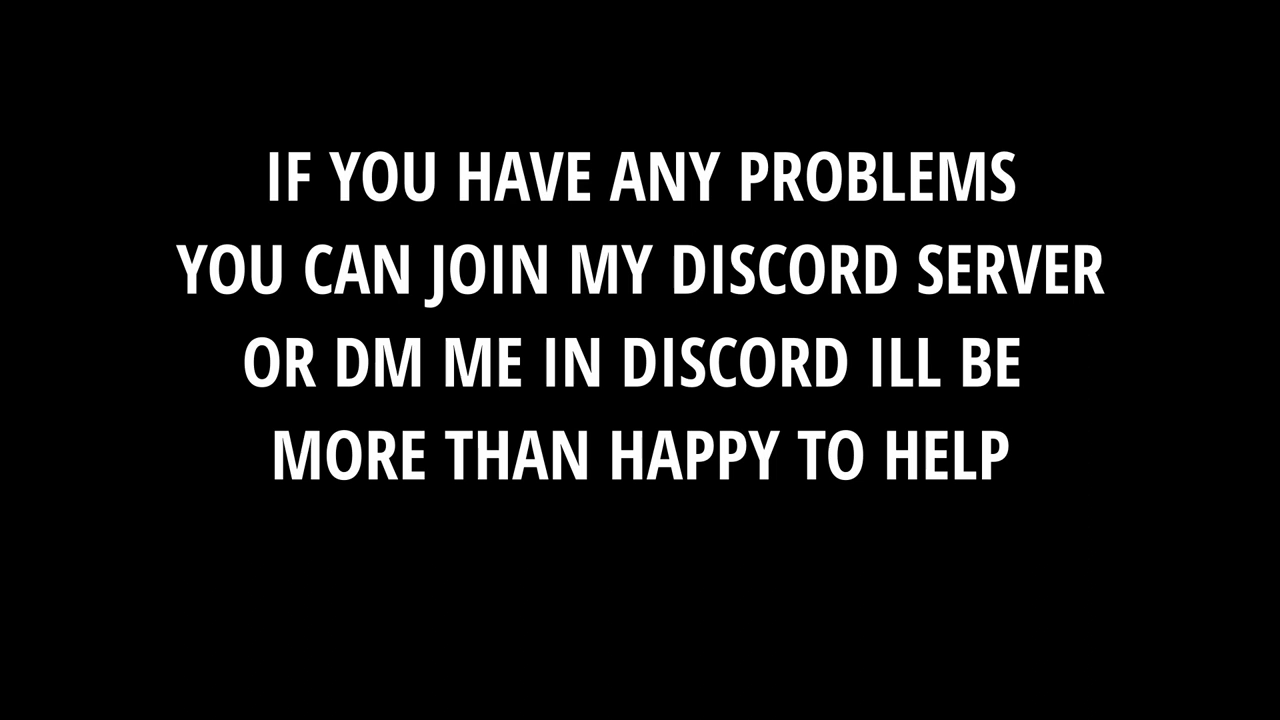 IF YOU HAVE ANY PROBLEMS
YOU CAN JOIN MY DISCORD SERVER
OR DM ME IN DISCORD ILL BE
MORE THAN HAPPY TO HELP